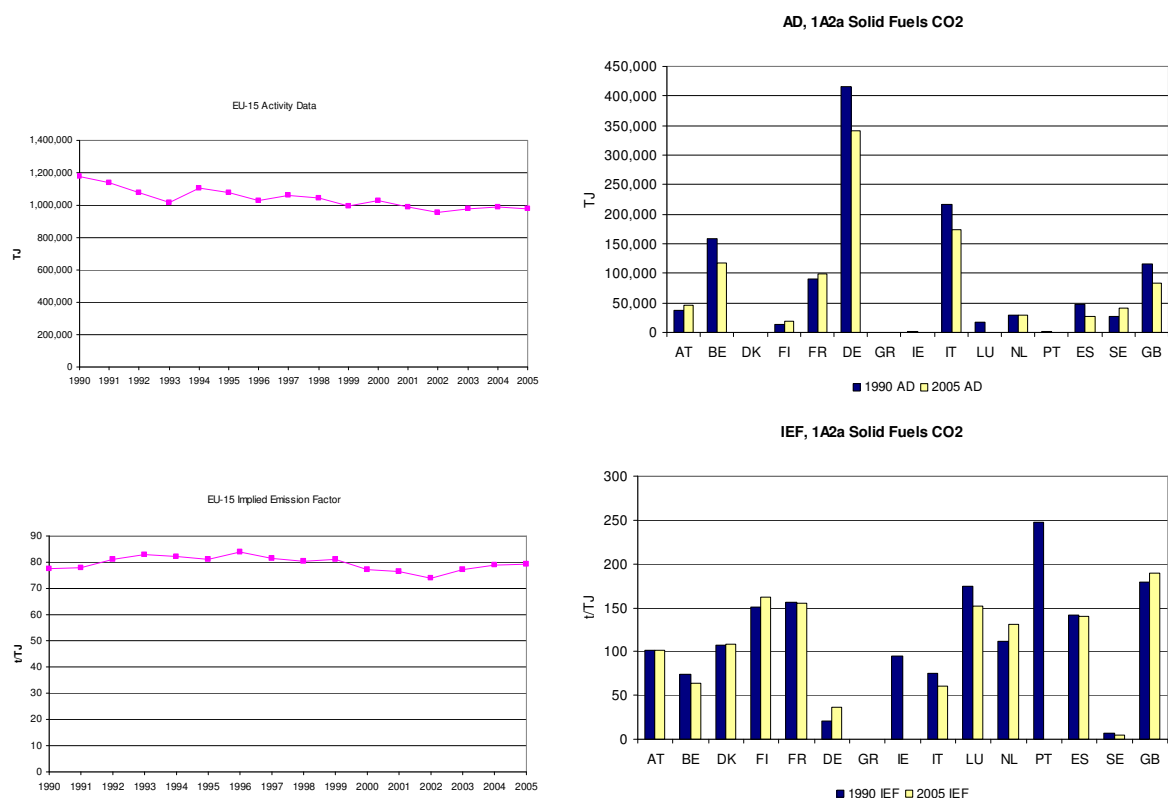 EU-15 Activity Data
1,400,000
1,200,000
1,000,000
800,000
600,000
400,000
200,000
0
TJ
1990 1991 1992 1993 1994 1995 1996 1997 1998 1999 2000 2001 2002 2003 2004 2005
AD, 1A2a Solid Fuels CO2
450,000
400,000
350,000
300,000
250,000
200,000
150,000
100,000
50,000
0
TJ
AT BE DK FI FR DE GR IE IT LU NL PT ES SE GB
1990 AD 2005 AD
EU-15 Implied Emission Factor
90
80
70
60
50
40
30
20
10
0
t/TJ
1990 1991 1992 1993 1994 1995 1996 1997 1998 1999 2000 2001 2002 2003 2004 2005
IEF, 1A2a Solid Fuels CO2
300
250
200
150
100
50
0
t/TJ
AT BE DK FI FR DE GR IE IT LU NL PT ES SE GB
1990 IEF 2005 IEF